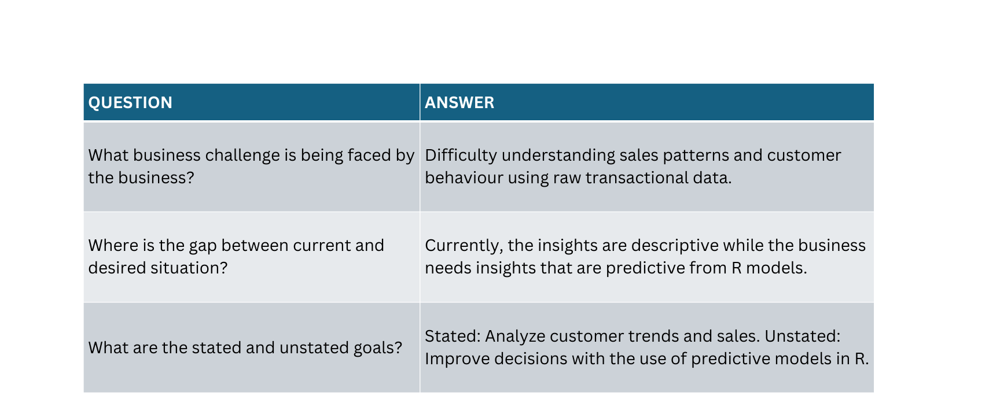 QUESTION
ANSWER
What business challenge is being faced by
the business?
Difficulty understanding sales patterns and customer
behaviour using raw transactional data.
Where is the gap between current and
desired situation?
Currently, the insights are descriptive while the business
needs insights that are predictive from R models.
What are the stated and unstated goals?
Stated: Analyze customer trends and sales. Unstated:
Improve decisions with the use of predictive models in R.